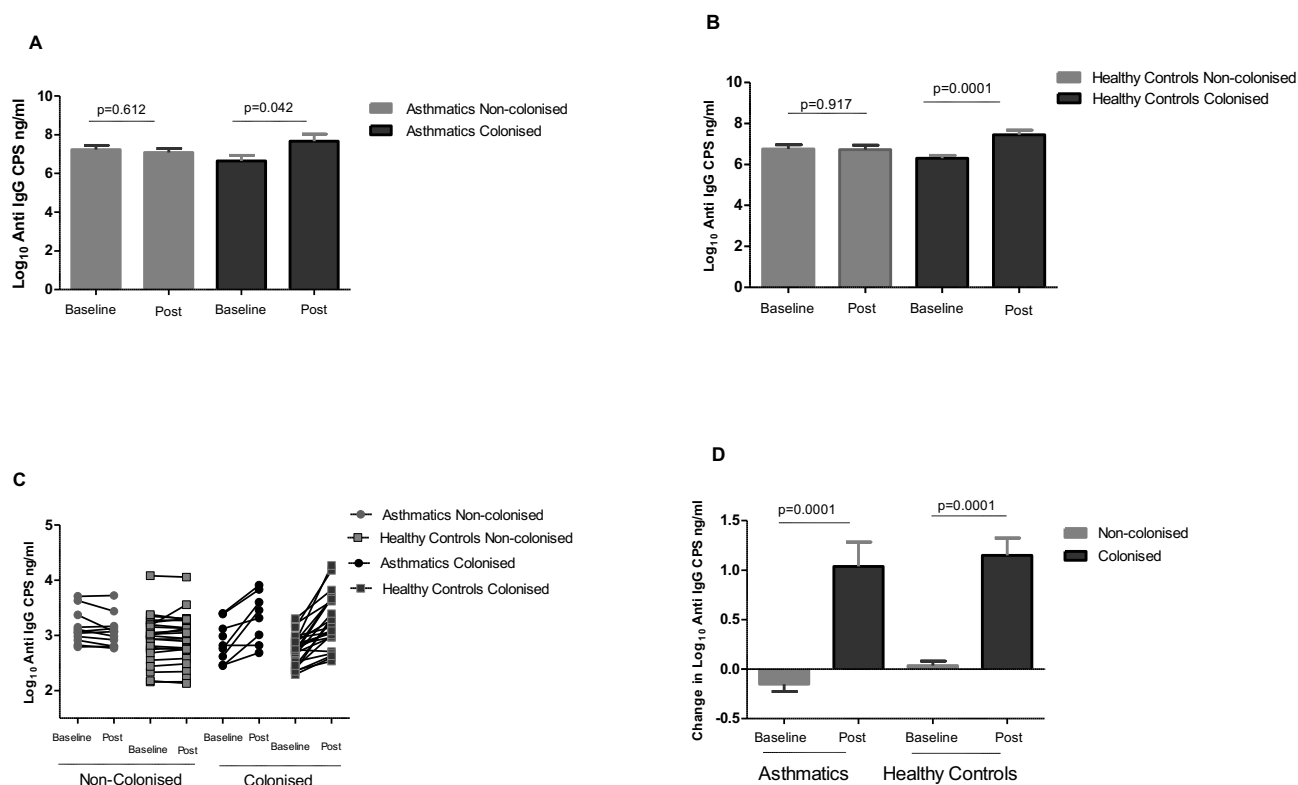 A
p=0.612
p=0.042
Asthmatics Non-colonised
Asthmatics Colonised
Log10 Anti IgG CPS ng/ml
10
8
6
4
2
0
Baseline
Post
Baseline
Post
B
p=0.917
p=0.0001
Healthy Controls Non-colonised
Healthy Controls Colonised
Log10 Anti IgG CPS ng/ml
10
8
6
4
2
0
Baseline
Post
Baseline
Post
C
Asthmatics Non-colonised
Healthy Controls Non-colonised
Asthmatics Colonised
Healthy Controls Colonised
Log10 Anti IgG CPS ng/ml
5
4
3
2
Baseline
Post
Baseline
Post
Baseline
Post
Baseline
Post
Non-Colonised
Colonised
D
p=0.0001
p=0.0001
Non-colonised
Colonised
Change in Log10 Anti IgG CPS ng/ml
1.5
1.0
0.5
0.0
-0.5
Baseline
Post
Baseline
Post
Asthmatics
Healthy Controls